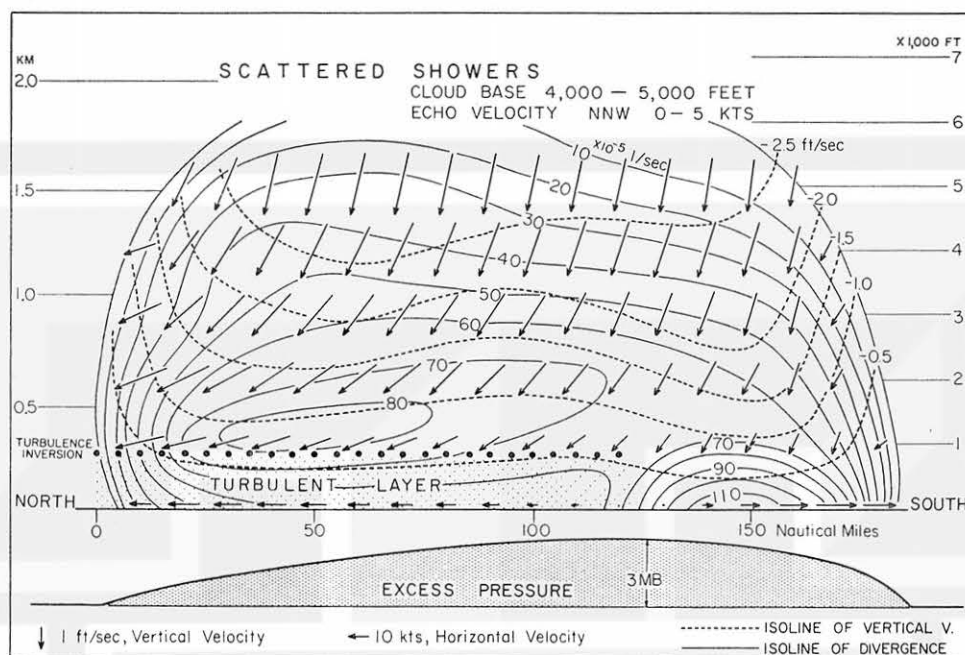 KM
X1,000 FT
7
2.0
SCATTERED SHOWERS
CLOUD BASE 4,000 — 5,000 FEET
ECHO VELOCITY NNW 0-5 KTS
6
10 X10⁻⁵ 1/sec
-2.5 ft/sec
1.5
20
5
-2.0
30
-1.5
4
40
1.0
50
-1.0
3
60
-0.5
70
2
0.5
80
TURBULENCE
INVERSION
70
1
90
TURBULENT LAYER
110
NORTH
SOUTH
0
50
100
150
Nautical Miles
EXCESS PRESSURE
3MB
1 ft/sec, Vertical Velocity
10 kts, Horizontal Velocity
ISOLINE OF VERTICAL V.
ISOLINE OF DIVERGENCE